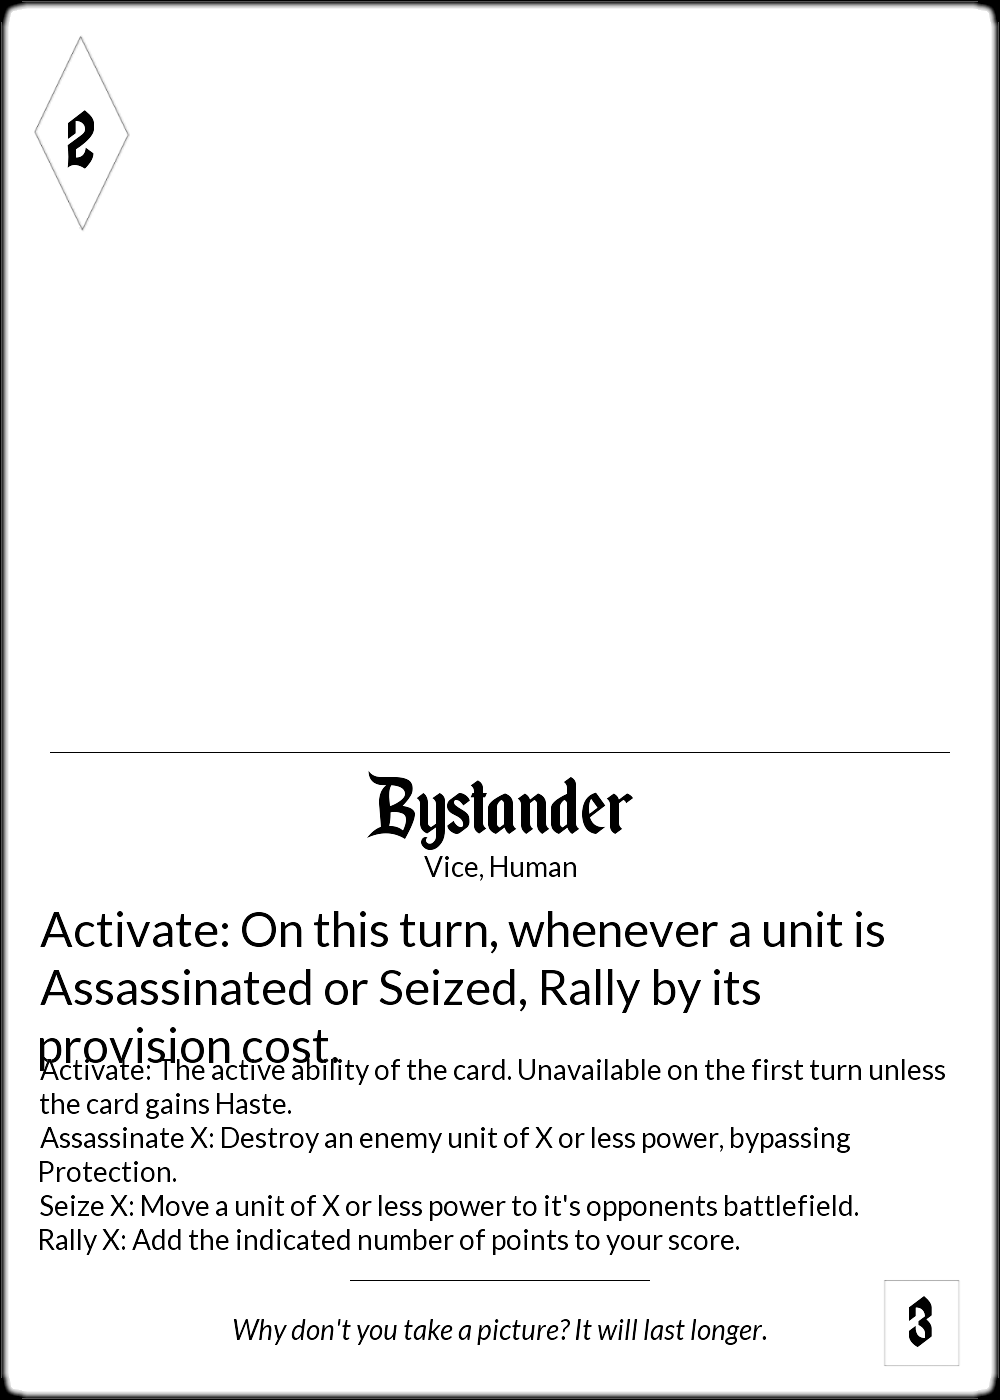 2
Bystander
Vice, Human
Activate: On this turn, whenever a unit is
Assassinated or Seized, Rally by its
provision cost.
Activate: The active ability of the card. Unavailable on the first turn unless
the card gains Haste.
Assassinate X: Destroy an enemy unit of X or less power, bypassing
Protection.
Seize X: Move a unit of X or less power to it's opponents battlefield.
Rally X: Add the indicated number of points to your score.
Why don't you take a picture? It will last longer.
3